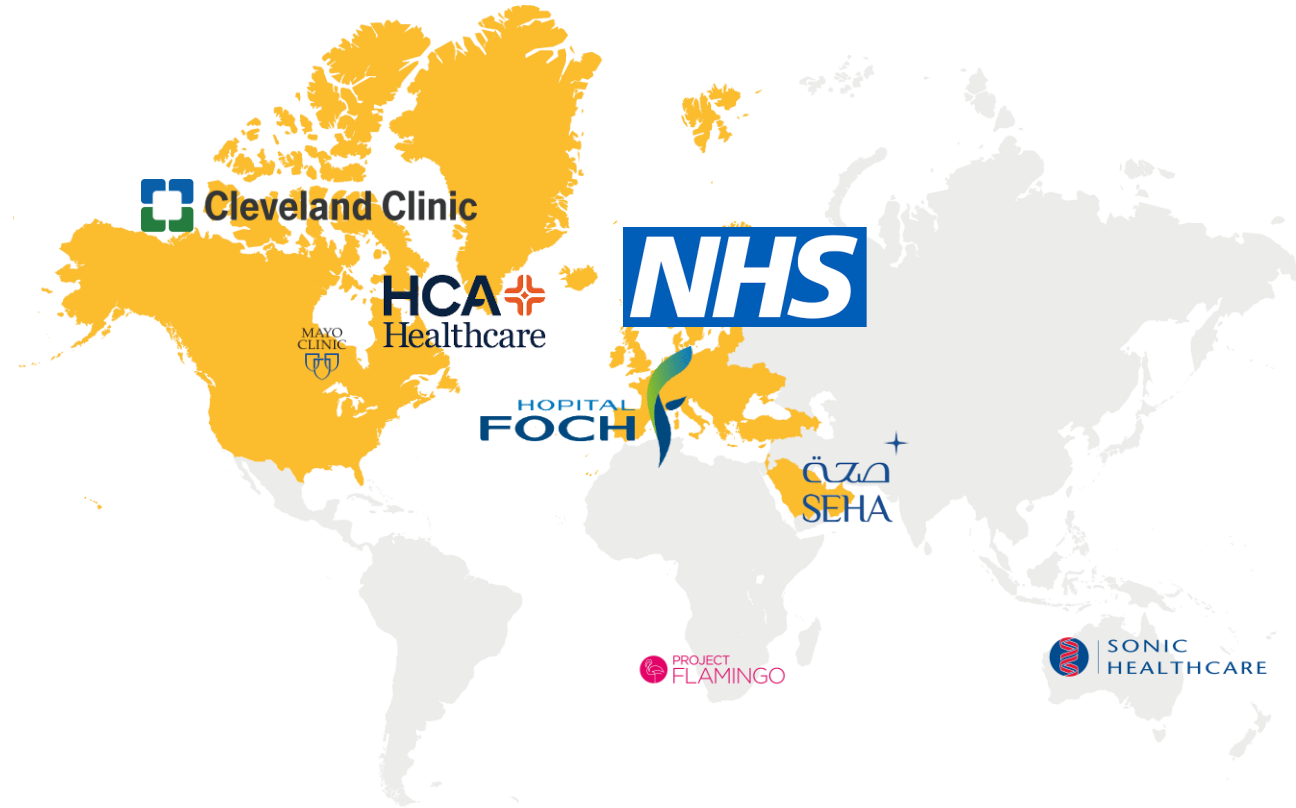 Cleveland Clinic
HCA
Healthcare
MAYO
CLINIC
NHS
HOPITAL
FOCH
صحة
SEHA
PROJECT
FLAMINGO
SONIC
HEALTHCARE